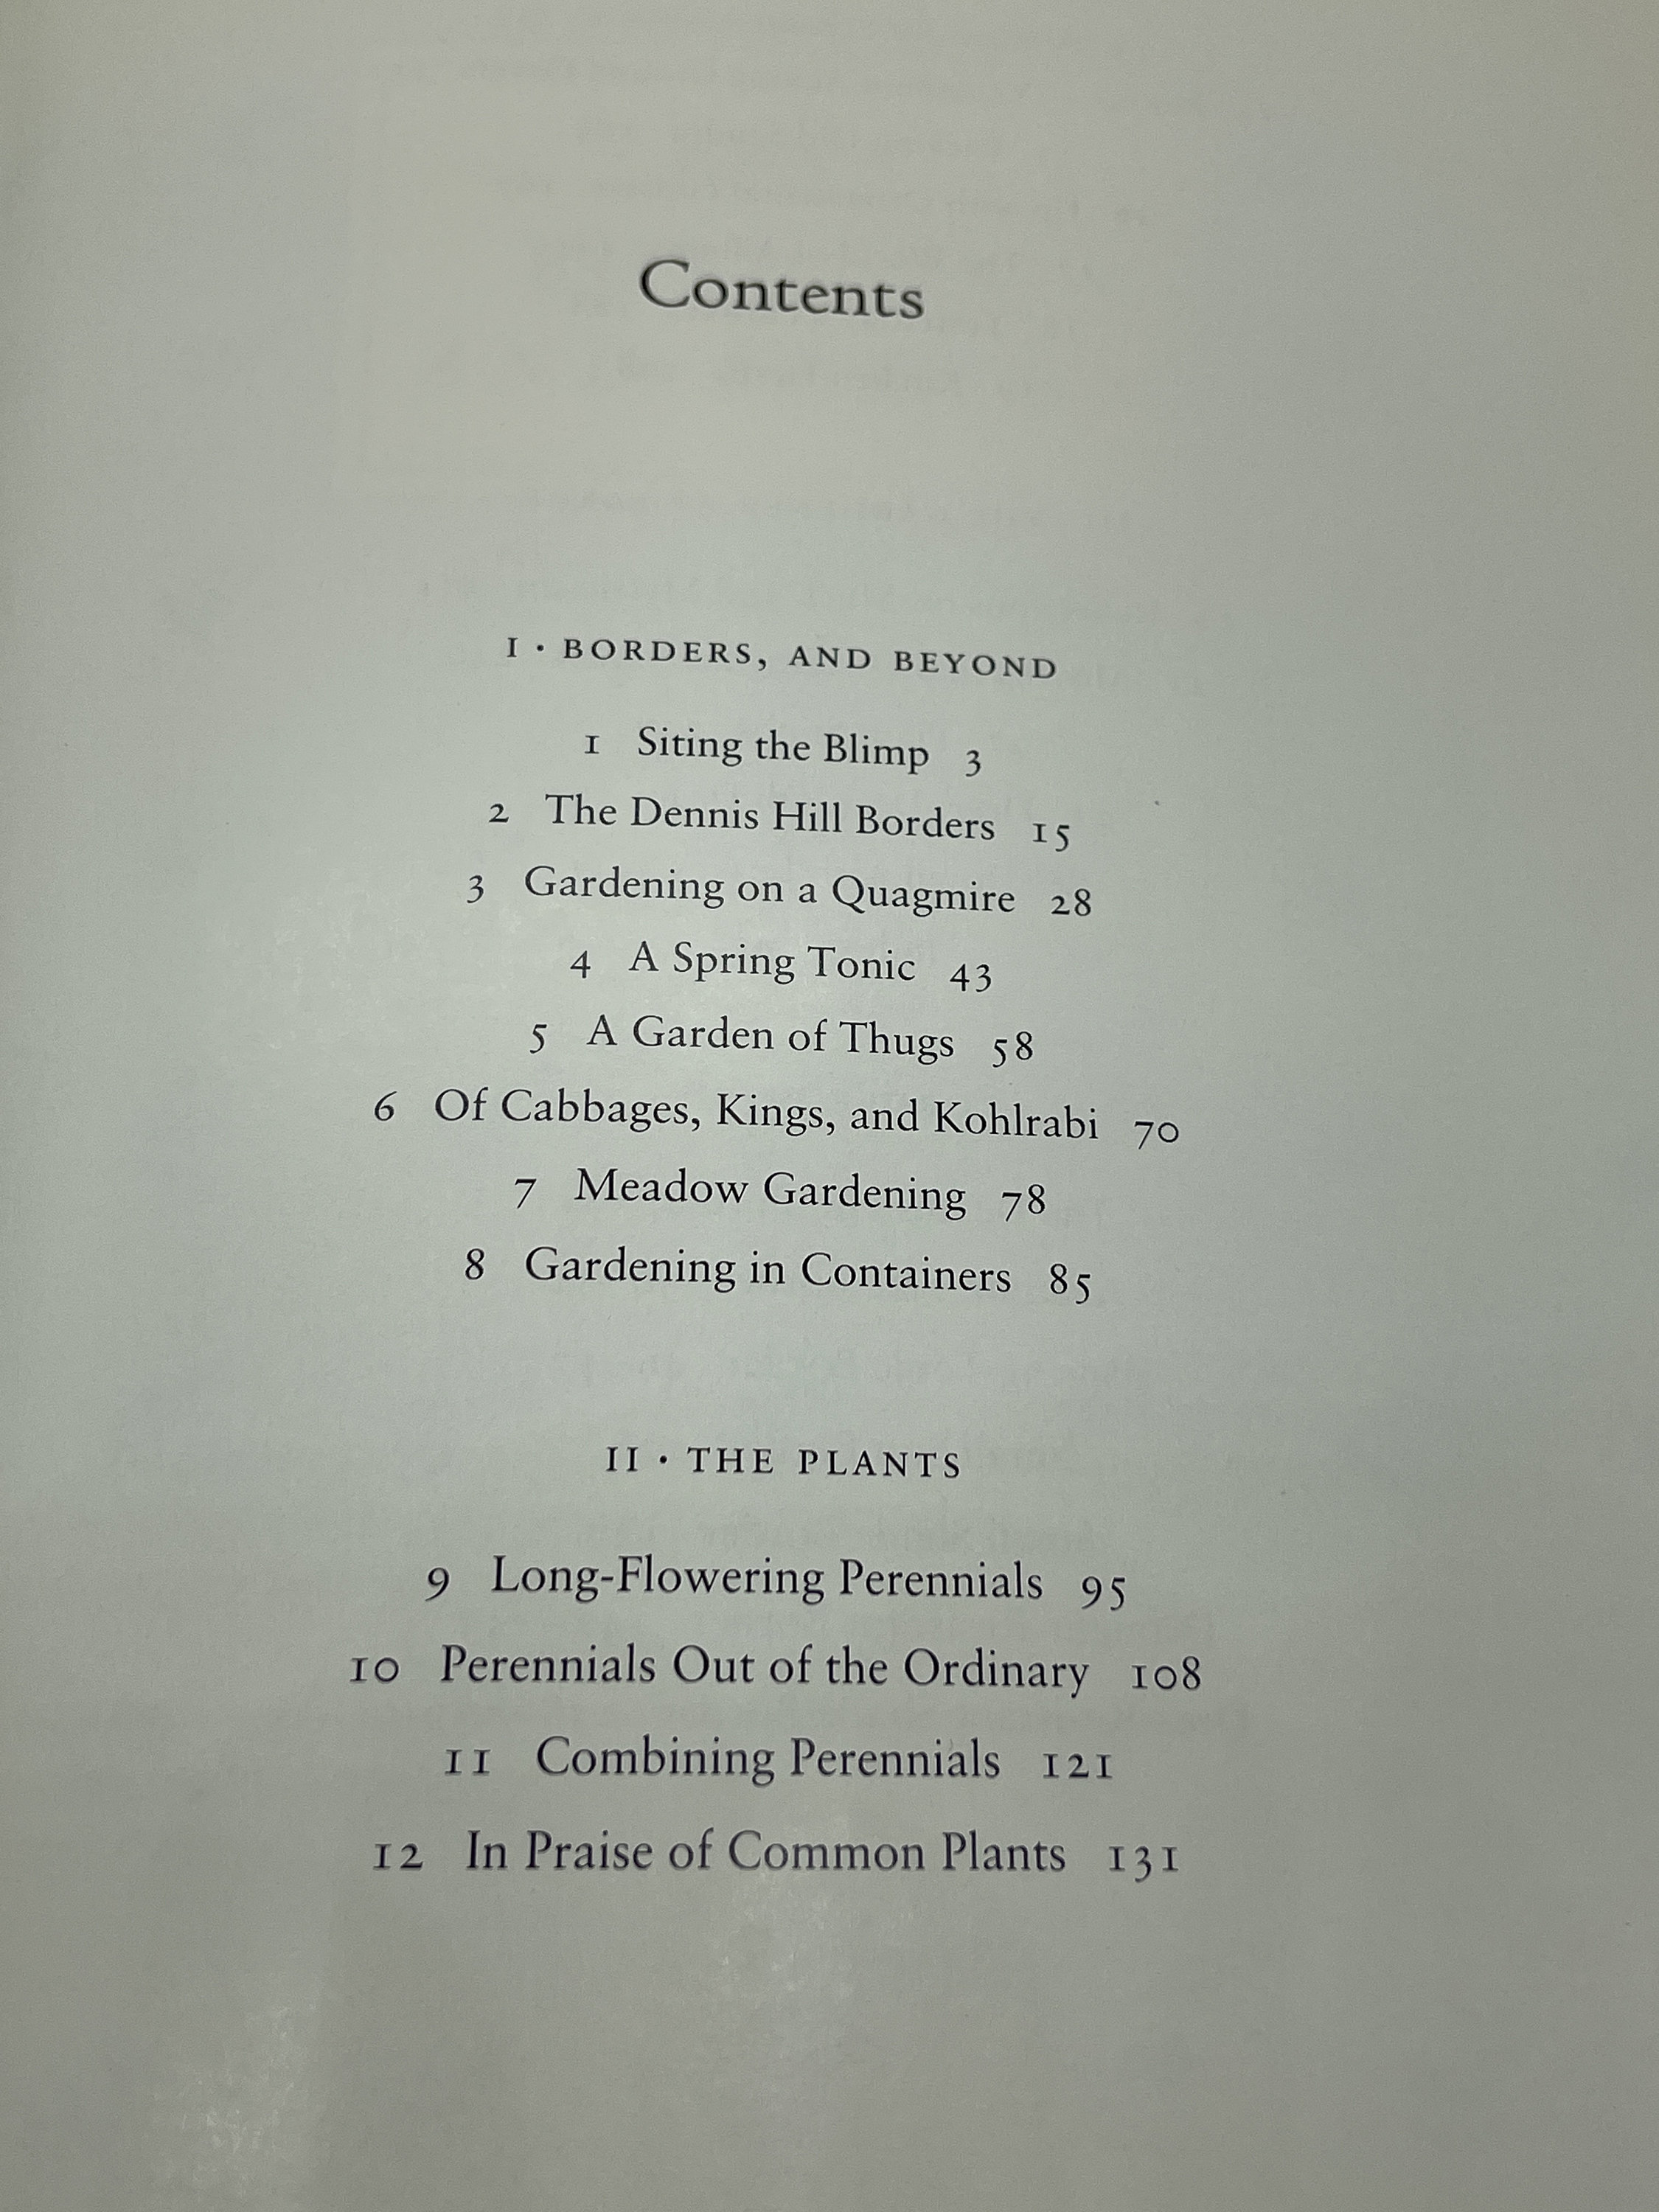 Contents
I · BORDERS, AND BEYOND
1 Siting the Blimp 3
2 The Dennis Hill Borders 15
3 Gardening on a Quagmire 28
4 A Spring Tonic 43
5 A Garden of Thugs 58
6 Of Cabbages, Kings, and Kohlrabi 70
7 Meadow Gardening 78
8 Gardening in Containers 85
II · THE PLANTS
9 Long-Flowering Perennials 95
10 Perennials Out of the Ordinary 108
11 Combining Perennials 121
12 In Praise of Common Plants 131